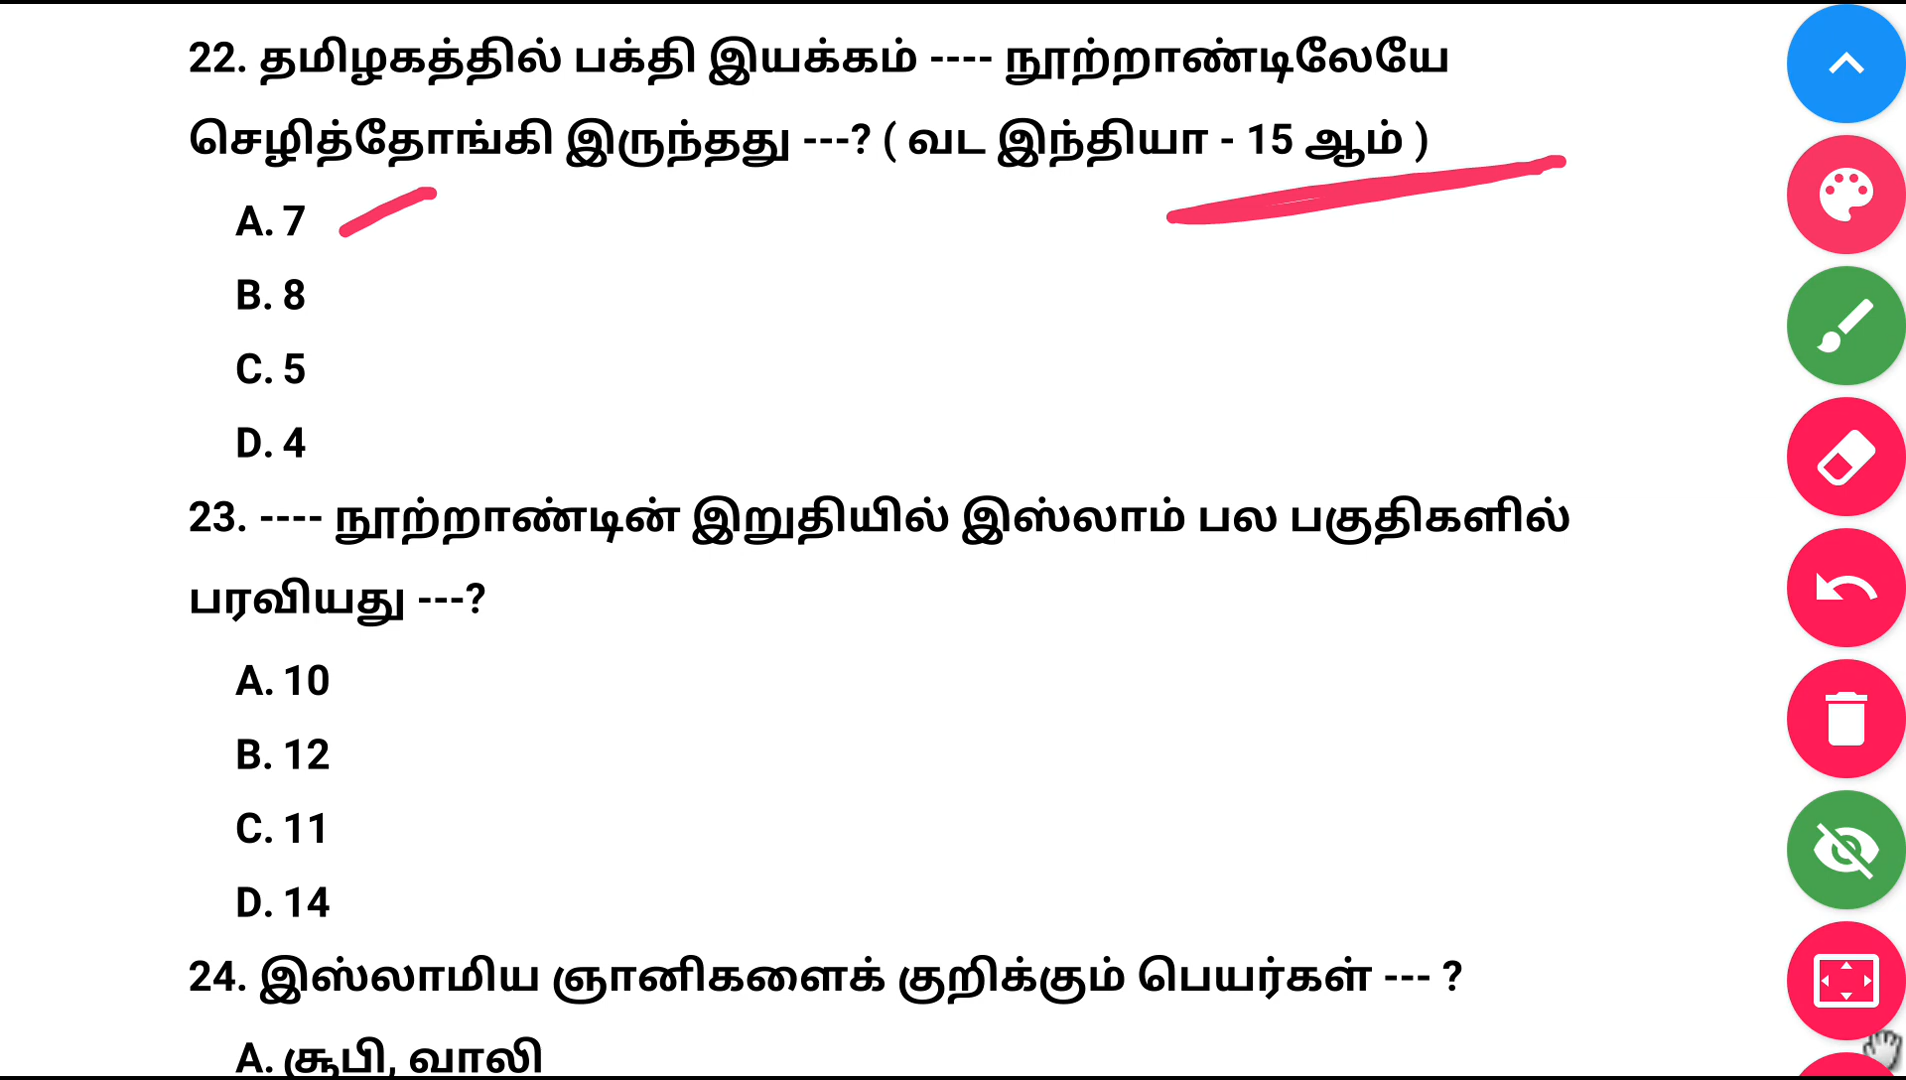 22. தமிழகத்தில் பக்தி இயக்கம் ---- நூற்றாண்டிலேயே
செழித்தோங்கி இருந்தது ---? ( வட இந்தியா - 15 ஆம் )
A. 7
B. 8
C. 5
D. 4
23. ---- நூற்றாண்டின் இறுதியில் இஸ்லாம் பல பகுதிகளில்
பரவியது ---?
A. 10
B. 12
C. 11
D. 14
24. இஸ்லாமிய ஞானிகளைக் குறிக்கும் பெயர்கள் --- ?
A. சூபி, வாலி